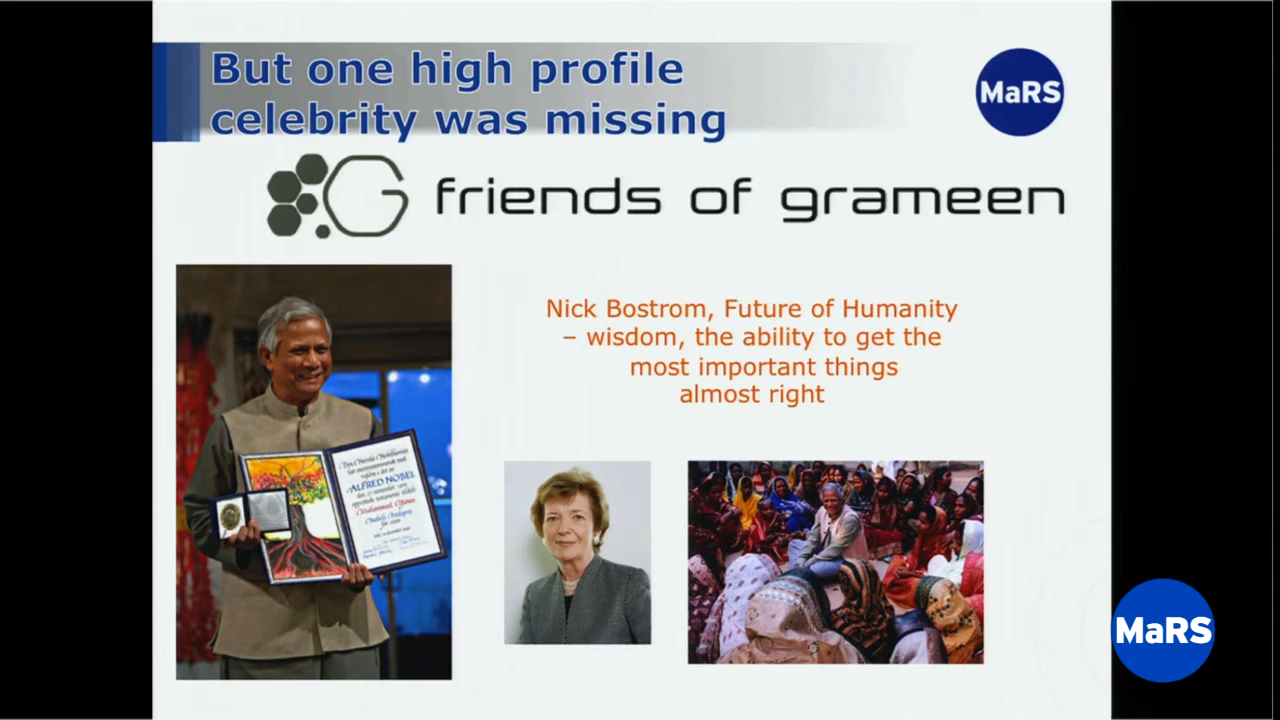 But one high profile
celebrity was missing
MaRS
G friends of grameen
Nick Bostrom, Future of Humanity
– wisdom, the ability to get the
most important things
almost right
ALFRED NOBEL
MaRS